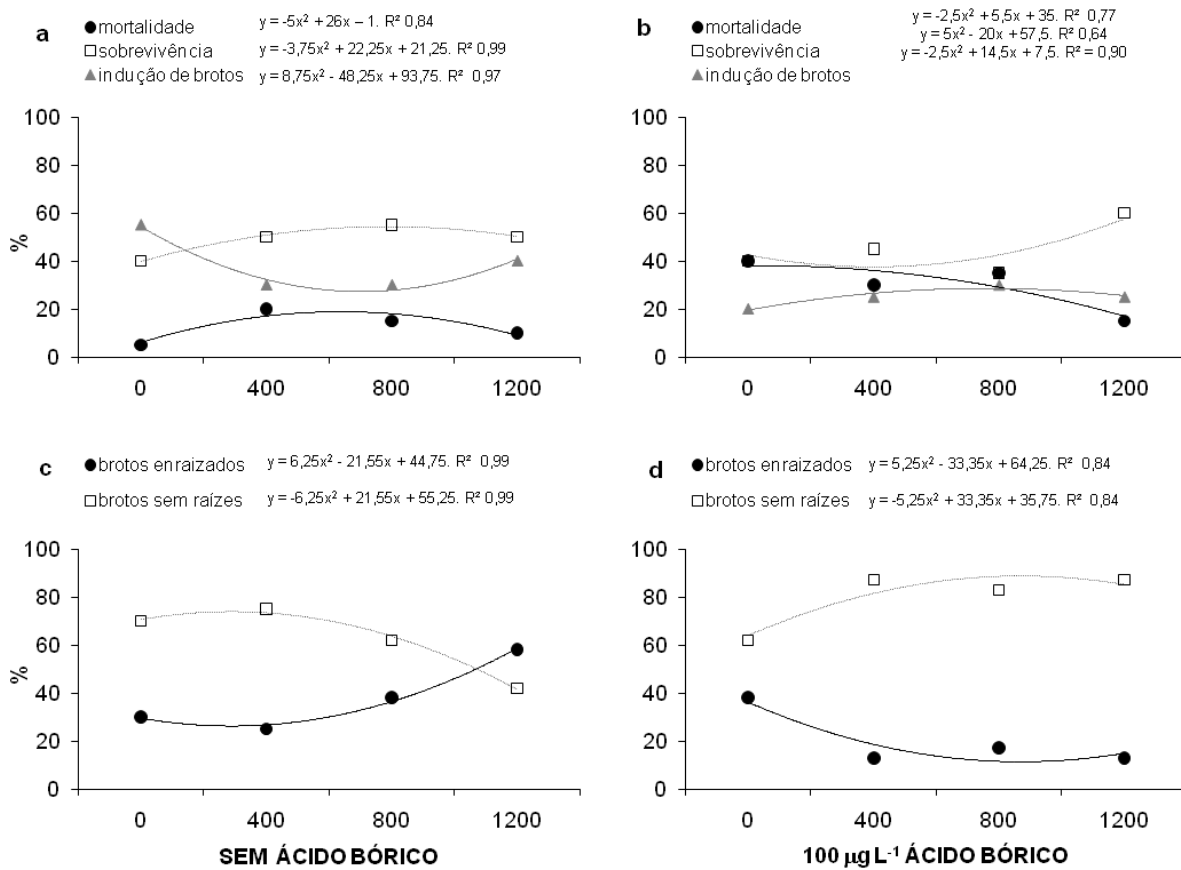 a
●mortalidade y = -5x² + 26x – 1. R² 0,84
□sobrevivência y = -3,75x² + 22,25x + 21,25. R² 0,99
▲indução de brotos y = 8,75x² - 48,25x + 93,75. R² 0,97
100
80
60
40
20
0
%
0 400 800 1200
b
●mortalidade y = -2,5x² + 5,5x + 35. R² 0,77
□sobrevivência y = 5x² - 20x + 57,5. R² 0,64
▲indução de brotos y = -2,5x² + 14,5x + 7,5. R² = 0,90
100
80
60
40
20
0
0 400 800 1200
c
●brotos enraizados y = 6,25x² - 21,55x + 44,75. R² 0,99
□brotos sem raízes y = -6,25x² + 21,55x + 55,25. R² 0,99
100
80
60
40
20
0
%
0 400 800 1200
SEM ÁCIDO BÓRICO
d
●brotos enraizados y = 5,25x² - 33,35x + 64,25. R² 0,84
□brotos sem raízes y = -5,25x² + 33,35x + 35,75. R² 0,84
100
80
60
40
20
0
0 400 800 1200
100 µg L⁻¹ ÁCIDO BÓRICO